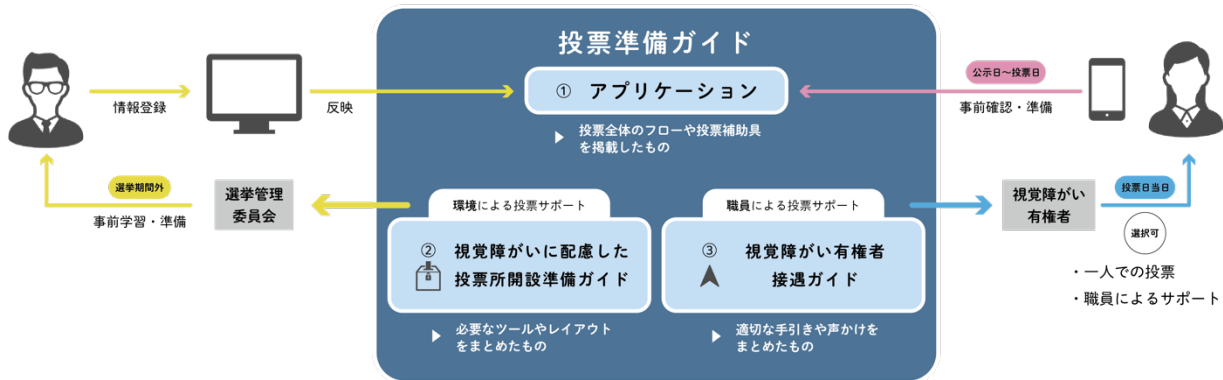 投票準備ガイド
① アプリケーション
▶ 投票全体のフローや投票補助具
を掲載したもの
情報登録
反映
公示日〜投票日
事前確認・準備
選挙期間外
事前学習・準備
選挙管理
委員会
環境による投票サポート
② 視覚障がいに配慮した
投票所開設準備ガイド
▶ 必要なツールやレイアウト
をまとめたもの
職員による投票サポート
③ 視覚障がい有権者
接遇ガイド
▶ 適切な手引きや声かけを
まとめたもの
視覚障がい
有権者
投票日当日
選択可
・一人での投票
・職員によるサポート